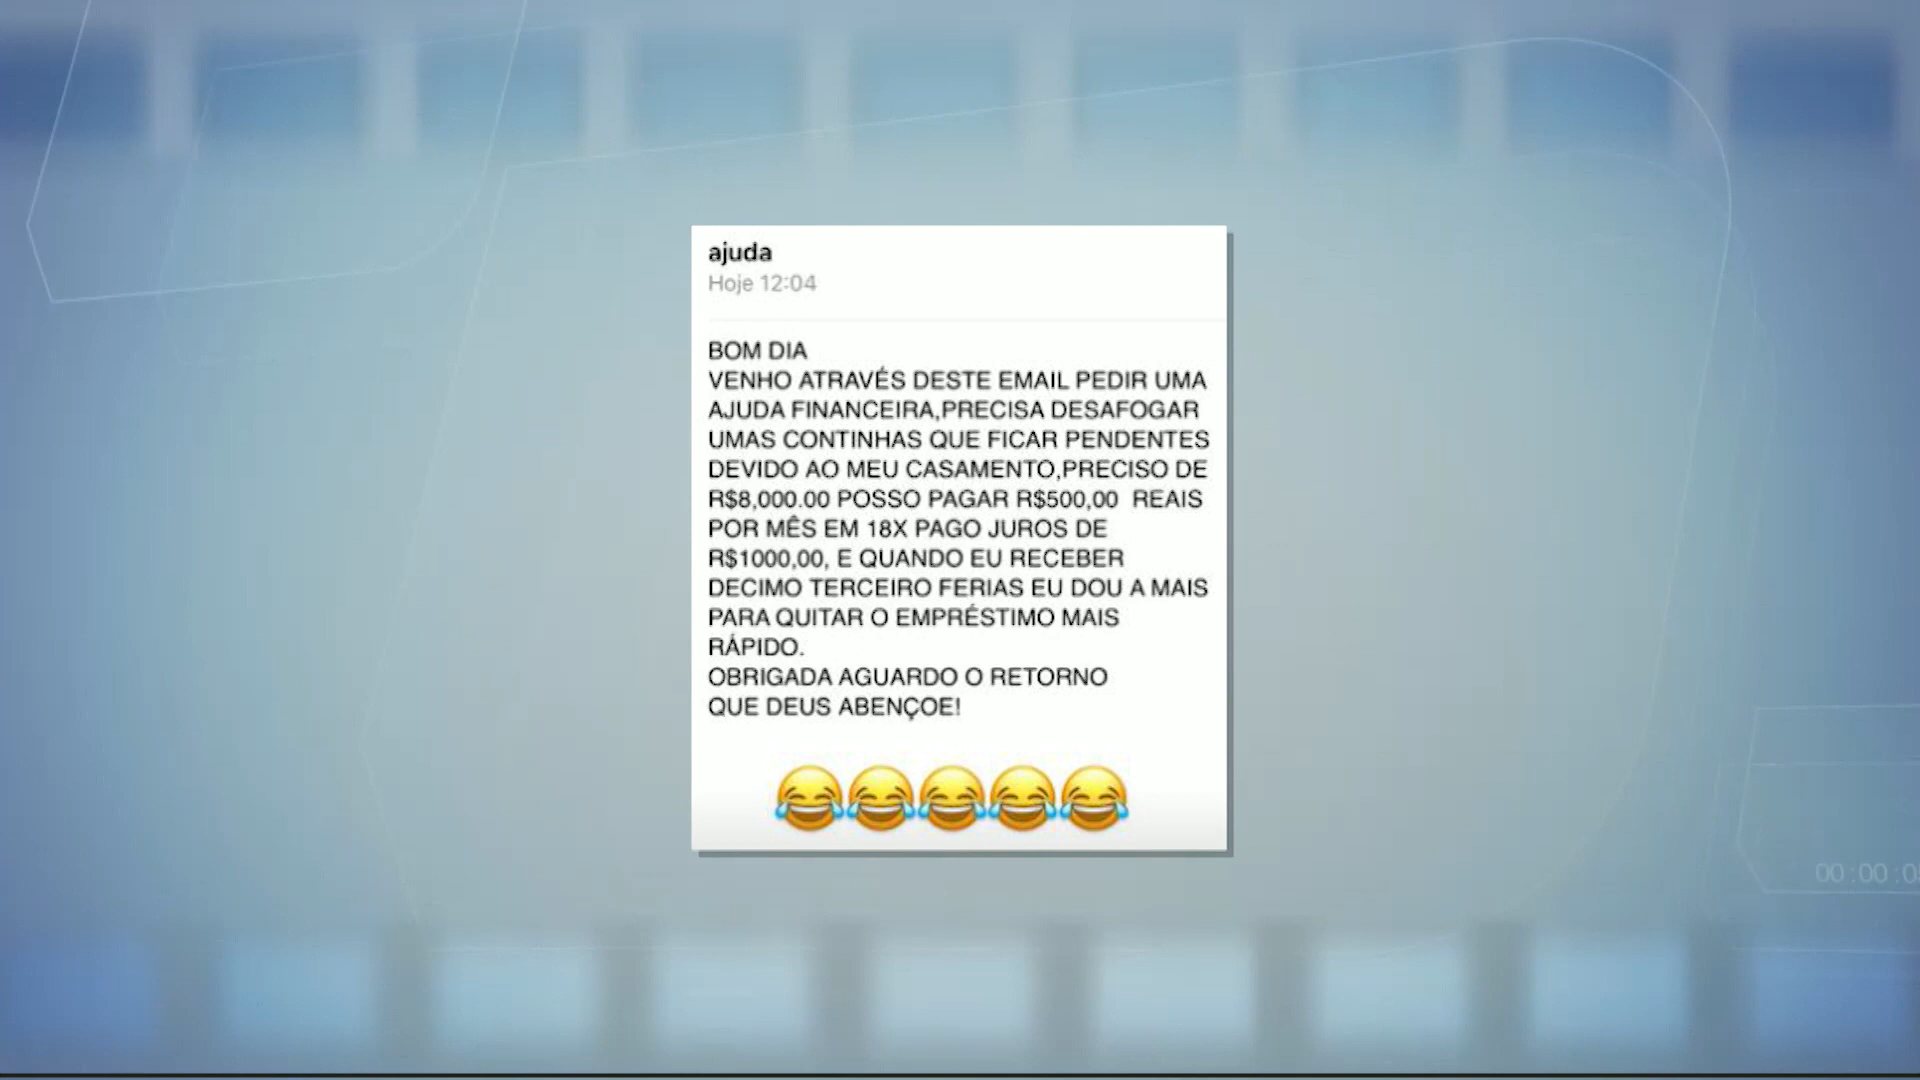 ajuda
Hoje 12:04
BOM DIA
VENHO ATRAVÉS DESTE EMAIL PEDIR UMA
AJUDA FINANCEIRA,PRECISA DESAFOGAR
UMAS CONTINHAS QUE FICAR PENDENTES
DEVIDO AO MEU CASAMENTO,PRECISO DE
R$8,000.00 POSSO PAGAR R$500,00 REAIS
POR MÊS EM 18X PAGO JUROS DE
R$1000,00, E QUANDO EU RECEBER
DECIMO TERCEIRO FERIAS EU DOU A MAIS
PARA QUITAR O EMPRÉSTIMO MAIS
RÁPIDO.
OBRIGADA AGUARDO O RETORNO
QUE DEUS ABENÇOE!
😂😂😂😂😂